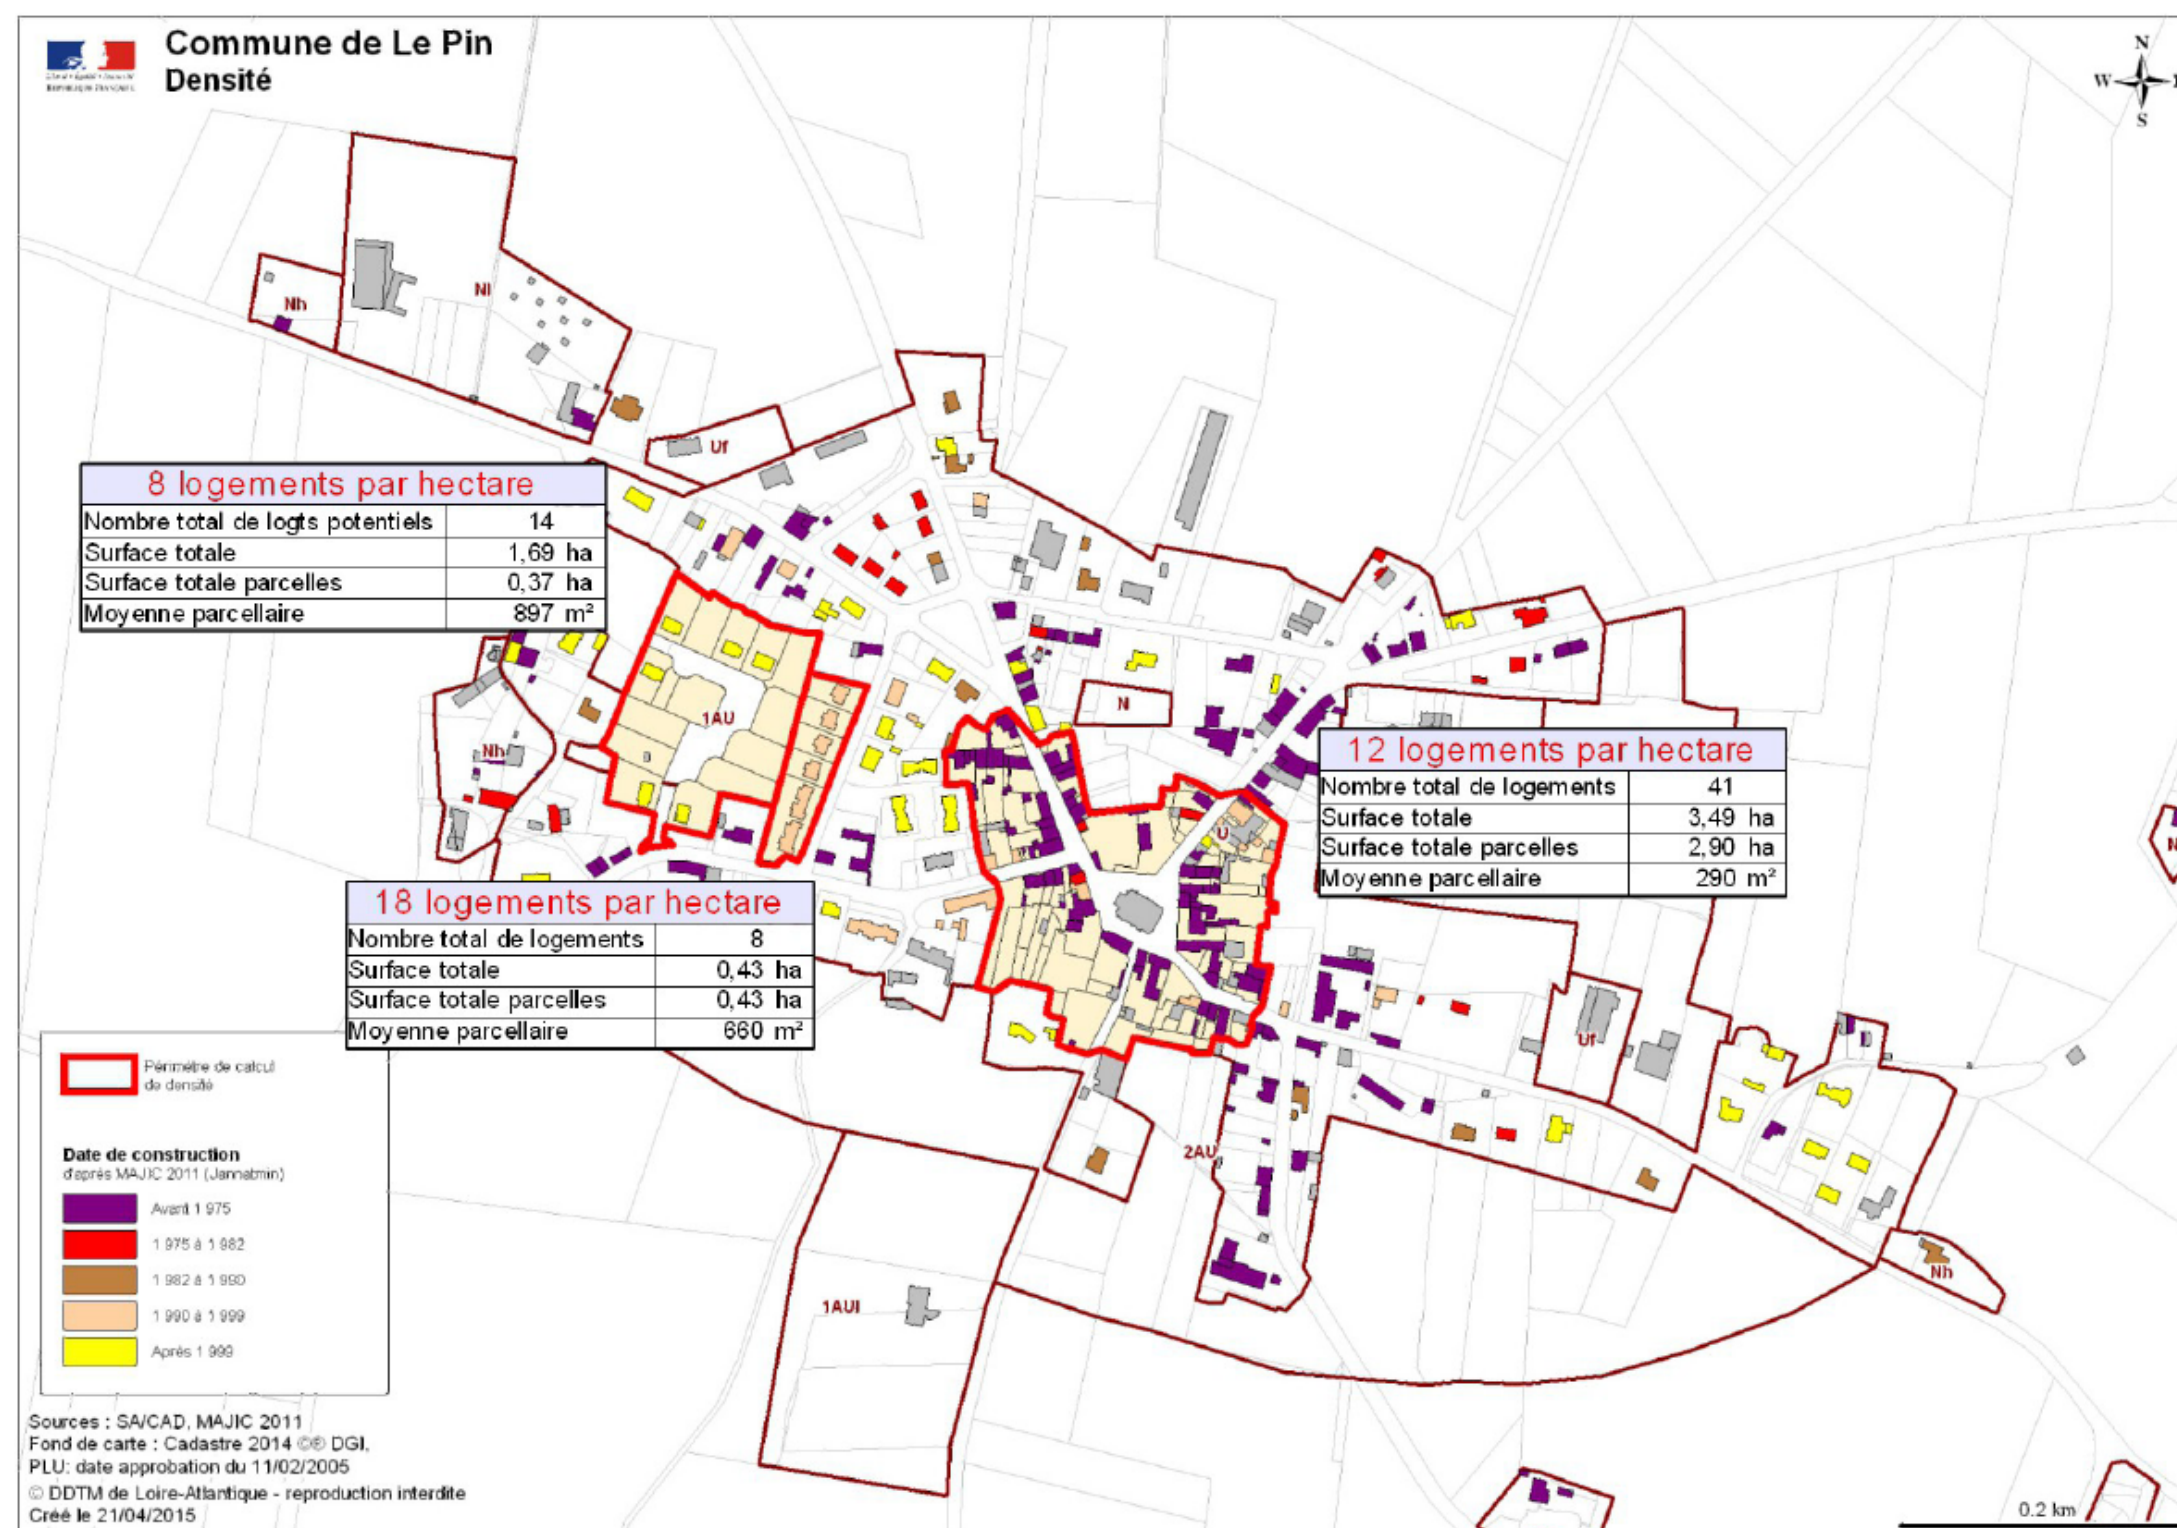 Commune de Le Pin
Densité
Liberté • Égalité • Fraternité
RÉPUBLIQUE FRANÇAISE
N
W
S
Nh
Nl
Uf
8 logements par hectare
Nombre total de logts potentiels 14
Surface totale 1,69 ha
Surface totale parcelles 0,37 ha
Moyenne parcellaire 897 m²
1AU
N
Nh
12 logements par hectare
Nombre total de logements 41
Surface totale 3,49 ha
Surface totale parcelles 2,90 ha
Moyenne parcellaire 290 m²
U
18 logements par hectare
Nombre total de logements 8
Surface totale 0,43 ha
Surface totale parcelles 0,43 ha
Moyenne parcellaire 660 m²
Uf
2AU
Nh
1AUl
Périmètre de calcul
de densité
Date de construction
d'après MAJIC 2011 (Jannatmin)
Avant 1 975
1 975 à 1 982
1 982 à 1 990
1 990 à 1 999
Après 1 999
Sources : SA/CAD, MAJIC 2011
Fond de carte : Cadastre 2014 ©® DGI,
PLU: date approbation du 11/02/2005
© DDTM de Loire-Atlantique - reproduction interdite
Créé le 21/04/2015
0.2 km